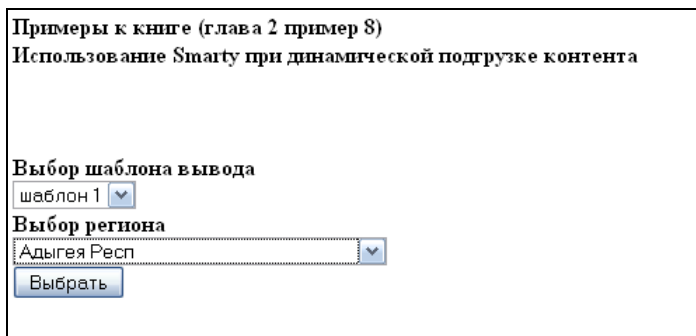 Примеры к книге (глава 2 пример 8)
Использование Smarty при динамической подгрузке контента
Выбор шаблона вывода
шаблон 1
Выбор региона
Адыгея Респ
Выбрать